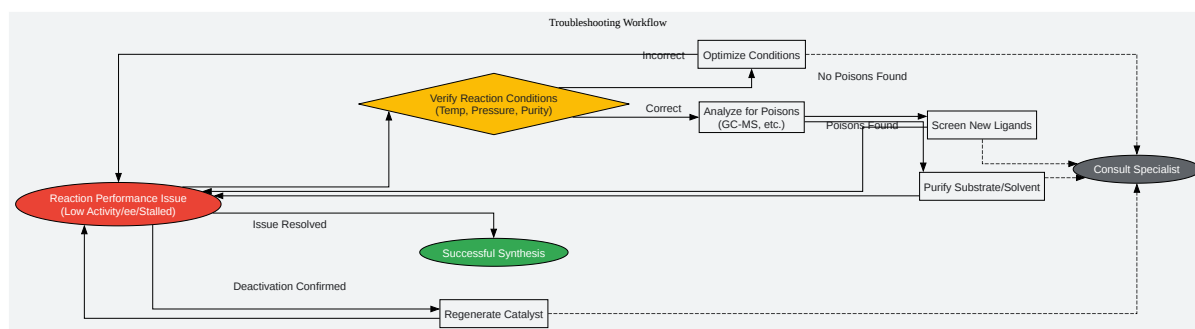 Troubleshooting Workflow
Incorrect
Optimize Conditions
No Poisons Found
Verify Reaction Conditions
(Temp, Pressure, Purity)
Correct
Analyze for Poisons
(GC-MS, etc.)
Poisons Found
Screen New Ligands
Consult Specialist
Purify Substrate/Solvent
Reaction Performance Issue
(Low Activity/ee/Stalled)
Issue Resolved
Successful Synthesis
Deactivation Confirmed
Regenerate Catalyst